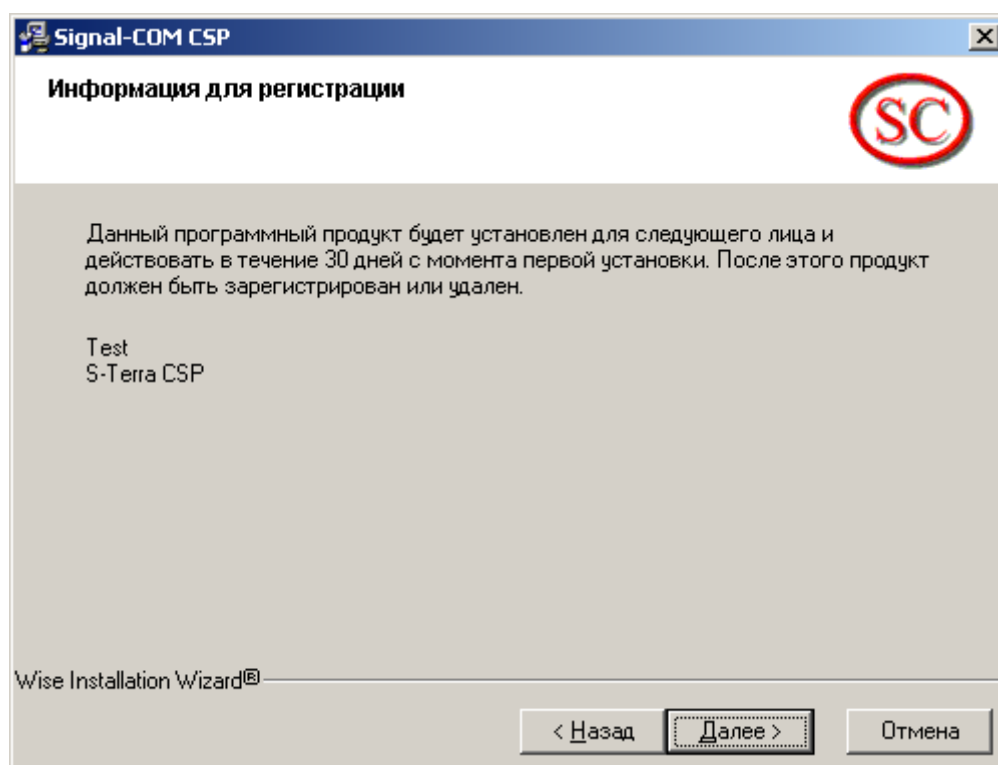 Signal-COM CSP
Информация для регистрации
SC
Данный программный продукт будет установлен для следующего лица и
действовать в течение 30 дней с момента первой установки. После этого продукт
должен быть зарегистрирован или удален.
Test
S-Terra CSP
Wise Installation Wizard®
< Назад Далее > Отмена